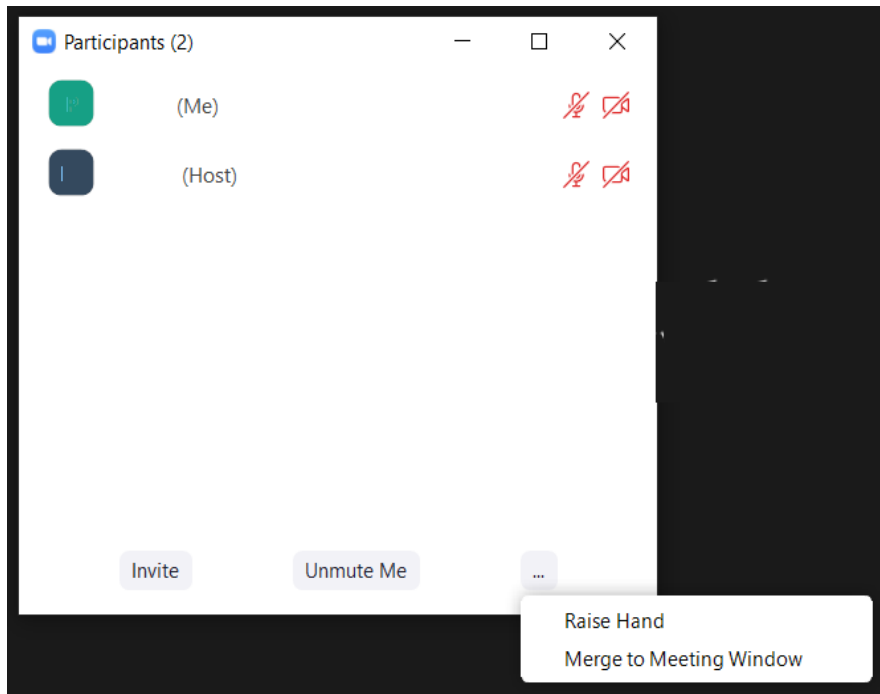 Participants (2)
(Me)
(Host)
Invite
Unmute Me
...
Raise Hand
Merge to Meeting Window